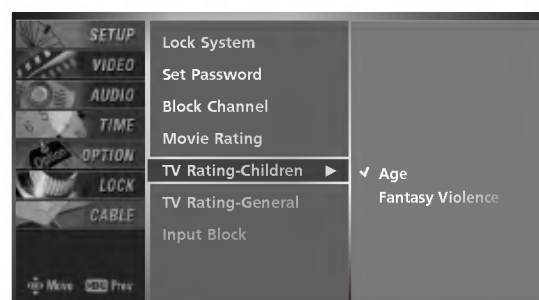 SETUP
VIDEO
AUDIO
TIME
Option OPTION
LOCK
CABLE
Move Prev
Lock System
Set Password
Block Channel
Movie Rating
TV Rating-Children
TV Rating-General
Input Block
Age
Fantasy Violence